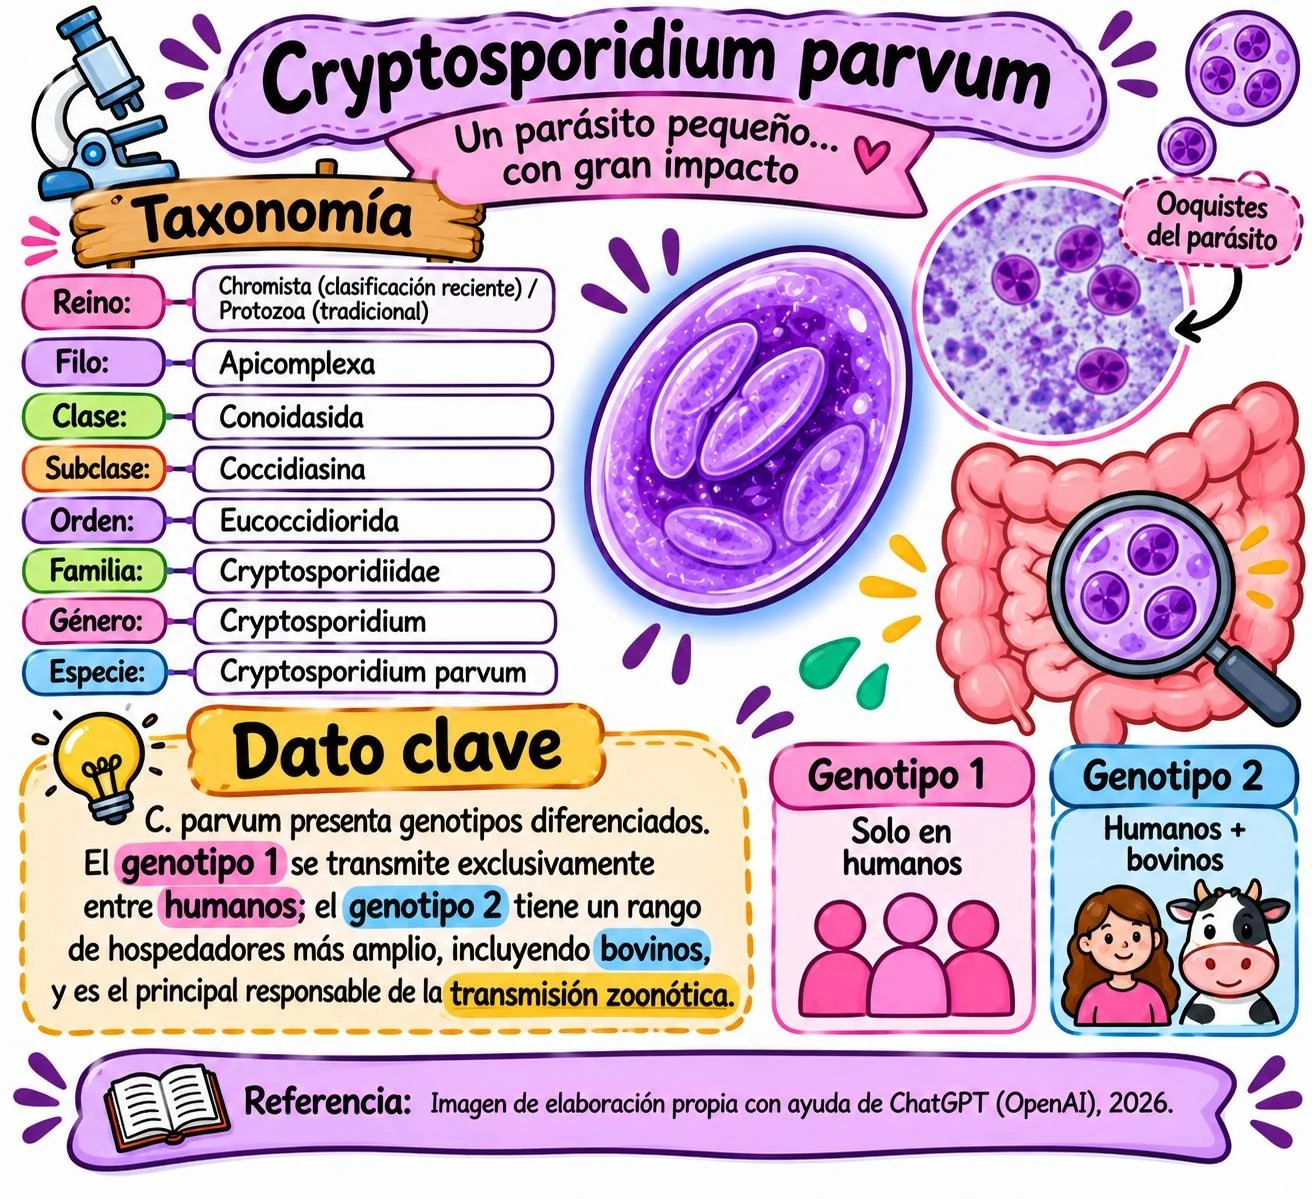 Cryptosporidium parvum
Un parásito pequeño...
con gran impacto
Taxonomía
Ooquistes
del parásito
Reino:
Chromista (clasificación reciente) /
Protozoa (tradicional)
Filo:
Apicomplexa
Clase:
Conoidasida
Subclase:
Coccidiasina
Orden:
Eucoccidiorida
Familia:
Cryptosporidiidae
Género:
Cryptosporidium
Especie:
Cryptosporidium parvum
Dato clave
C. parvum presenta genotipos diferenciados.
El genotipo 1 se transmite exclusivamente
entre humanos; el genotipo 2 tiene un rango
de hospedadores más amplio, incluyendo bovinos,
y es el principal responsable de la transmisión zoonótica.
Genotipo 1
Solo en
humanos
Genotipo 2
Humanos +
bovinos
Referencia: Imagen de elaboración propia con ayuda de ChatGPT (OpenAI), 2026.